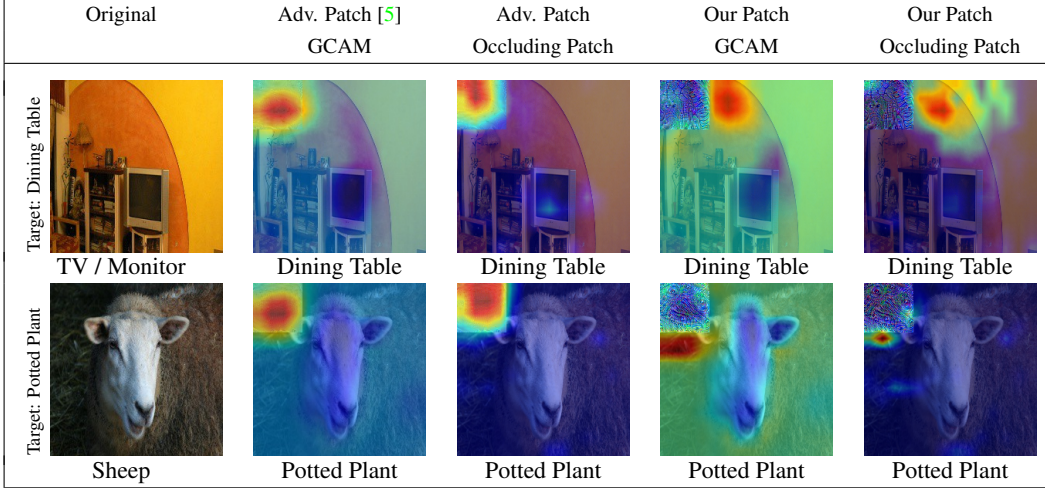 Original Adv. Patch [5] Adv. Patch Our Patch Our Patch
GCAM Occluding Patch GCAM Occluding Patch
Target: Dining Table
TV / Monitor Dining Table Dining Table Dining Table Dining Table
Target: Potted Plant
Sheep Potted Plant Potted Plant Potted Plant Potted Plant